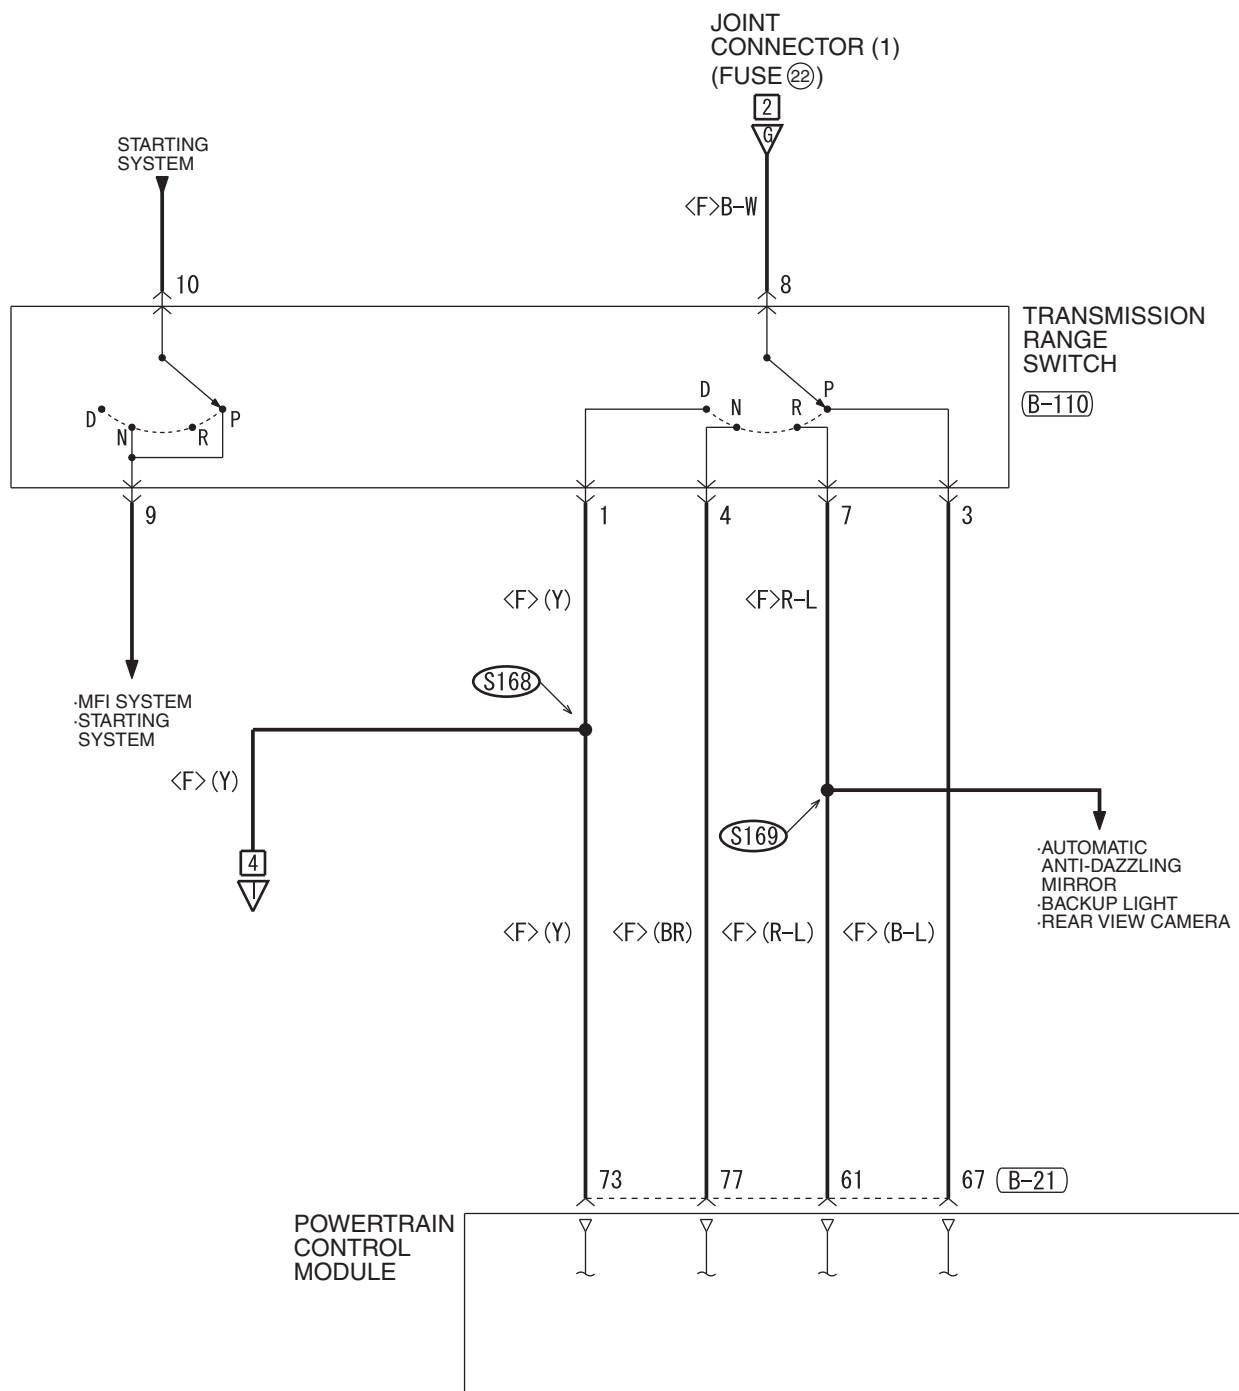 JOINT
CONNECTOR (1)
(FUSE 22)
2
G
STARTING
SYSTEM
<F>B-W
10
8
TRANSMISSION
RANGE
SWITCH
B-110
D
N
R
P
D
N
R
P
9
1
4
7
3
<F>(Y)
<F>R-L
S168
·MFI SYSTEM
·STARTING
SYSTEM
<F>(Y)
4
I
S169
·AUTOMATIC
ANTI-DAZZLING
MIRROR
·BACKUP LIGHT
·REAR VIEW CAMERA
<F>(Y)
<F>(BR)
<F>(R-L)
<F>(B-L)
73
77
61
67
B-21
POWERTRAIN
CONTROL
MODULE